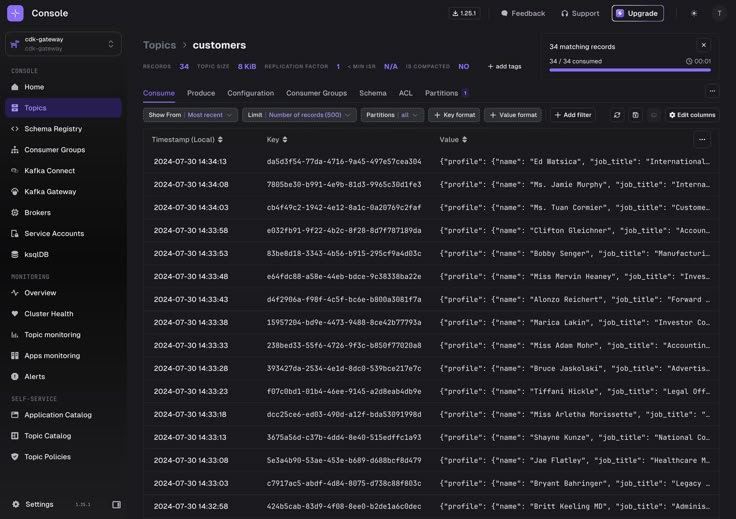 Console
1.25.1
Feedback
Support
Upgrade
T
cdk-gateway
cdk-gateway
CONSOLE
Home
Topics
Schema Registry
Consumer Groups
Kafka Connect
Kafka Gateway
Brokers
Service Accounts
ksqlDB
MONITORING
Overview
Cluster Health
Topic monitoring
Apps monitoring
Alerts
SELF-SERVICE
Application Catalog
Topic Catalog
Topic Policies
Settings
1.25.1
Topics > customers
RECORDS 34 TOPIC SIZE 8 KiB REPLICATION FACTOR 1 < MIN ISR N/A IS COMPACTED NO + add tags
34 matching records
34 / 34 consumed 00:01
Consume Produce Configuration Consumer Groups Schema ACL Partitions 1
Show From Most recent Limit Number of records (500) Partitions all + Key format + Value format + Add filter Edit columns
Timestamp (Local) Key Value
2024-07-30 14:34:13 da5d3f54-77da-4716-9a45-497e57cea304 {"profile": {"name": "Ed Watsica", "job_title": "International…
2024-07-30 14:34:08 7805be30-b991-4e9b-81d3-9965c30d1fe3 {"profile": {"name": "Ms. Jamie Murphy", "job_title": "Interna…
2024-07-30 14:34:03 cb4f49c2-1942-4e12-8a1c-0a20769c2faf {"profile": {"name": "Ms. Tuan Cormier", "job_title": "Custome…
2024-07-30 14:33:58 e032fb91-9f22-4b2c-8f28-8d7f787189da {"profile": {"name": "Clifton Gleichner", "job_title": "Accoun…
2024-07-30 14:33:53 83be8d18-3343-4b56-b915-295cf9a4d03c {"profile": {"name": "Bobby Senger", "job_title": "Manufacturi…
2024-07-30 14:33:48 e64fdc88-a58e-44eb-bdce-9c38338ba22e {"profile": {"name": "Miss Mervin Heaney", "job_title": "Inves…
2024-07-30 14:33:43 d4f2906a-f98f-4c5f-bc6e-b800a3081f7a {"profile": {"name": "Alonzo Reichert", "job_title": "Forward …
2024-07-30 14:33:38 15957204-bd9e-4473-9488-8ce42b77793a {"profile": {"name": "Marica Lakin", "job_title": "Investor Co…
2024-07-30 14:33:33 238bed33-55f6-4726-9f3c-b850f77020a8 {"profile": {"name": "Miss Adam Mohr", "job_title": "Accountin…
2024-07-30 14:33:28 393427da-2534-4e1d-8dc0-539bce217e7c {"profile": {"name": "Bruce Jaskolski", "job_title": "Advertis…
2024-07-30 14:33:23 f07c0bd1-01b4-46ee-9145-a2d8eab4db9e {"profile": {"name": "Tiffani Hickle", "job_title": "Legal Off…
2024-07-30 14:33:18 dcc25ce6-ed03-490d-a12f-bda53091998d {"profile": {"name": "Miss Arletha Morissette", "job_title": "…
2024-07-30 14:33:13 3675a56d-c37b-4dd4-8e40-515edffc1a93 {"profile": {"name": "Shayne Kunze", "job_title": "National Co…
2024-07-30 14:33:08 5e3a4b90-53ae-453e-b689-d688bcf8d479 {"profile": {"name": "Jae Flatley", "job_title": "Healthcare M…
2024-07-30 14:33:03 c7917ac5-abdf-4d84-8075-d738c88f803c {"profile": {"name": "Bryant Bahringer", "job_title": "Legacy …
2024-07-30 14:32:58 424b5cab-83d9-4f08-8ee0-b2de1a6c0dec {"profile": {"name": "Britt Keeling MD", "job_title": "Adminis…